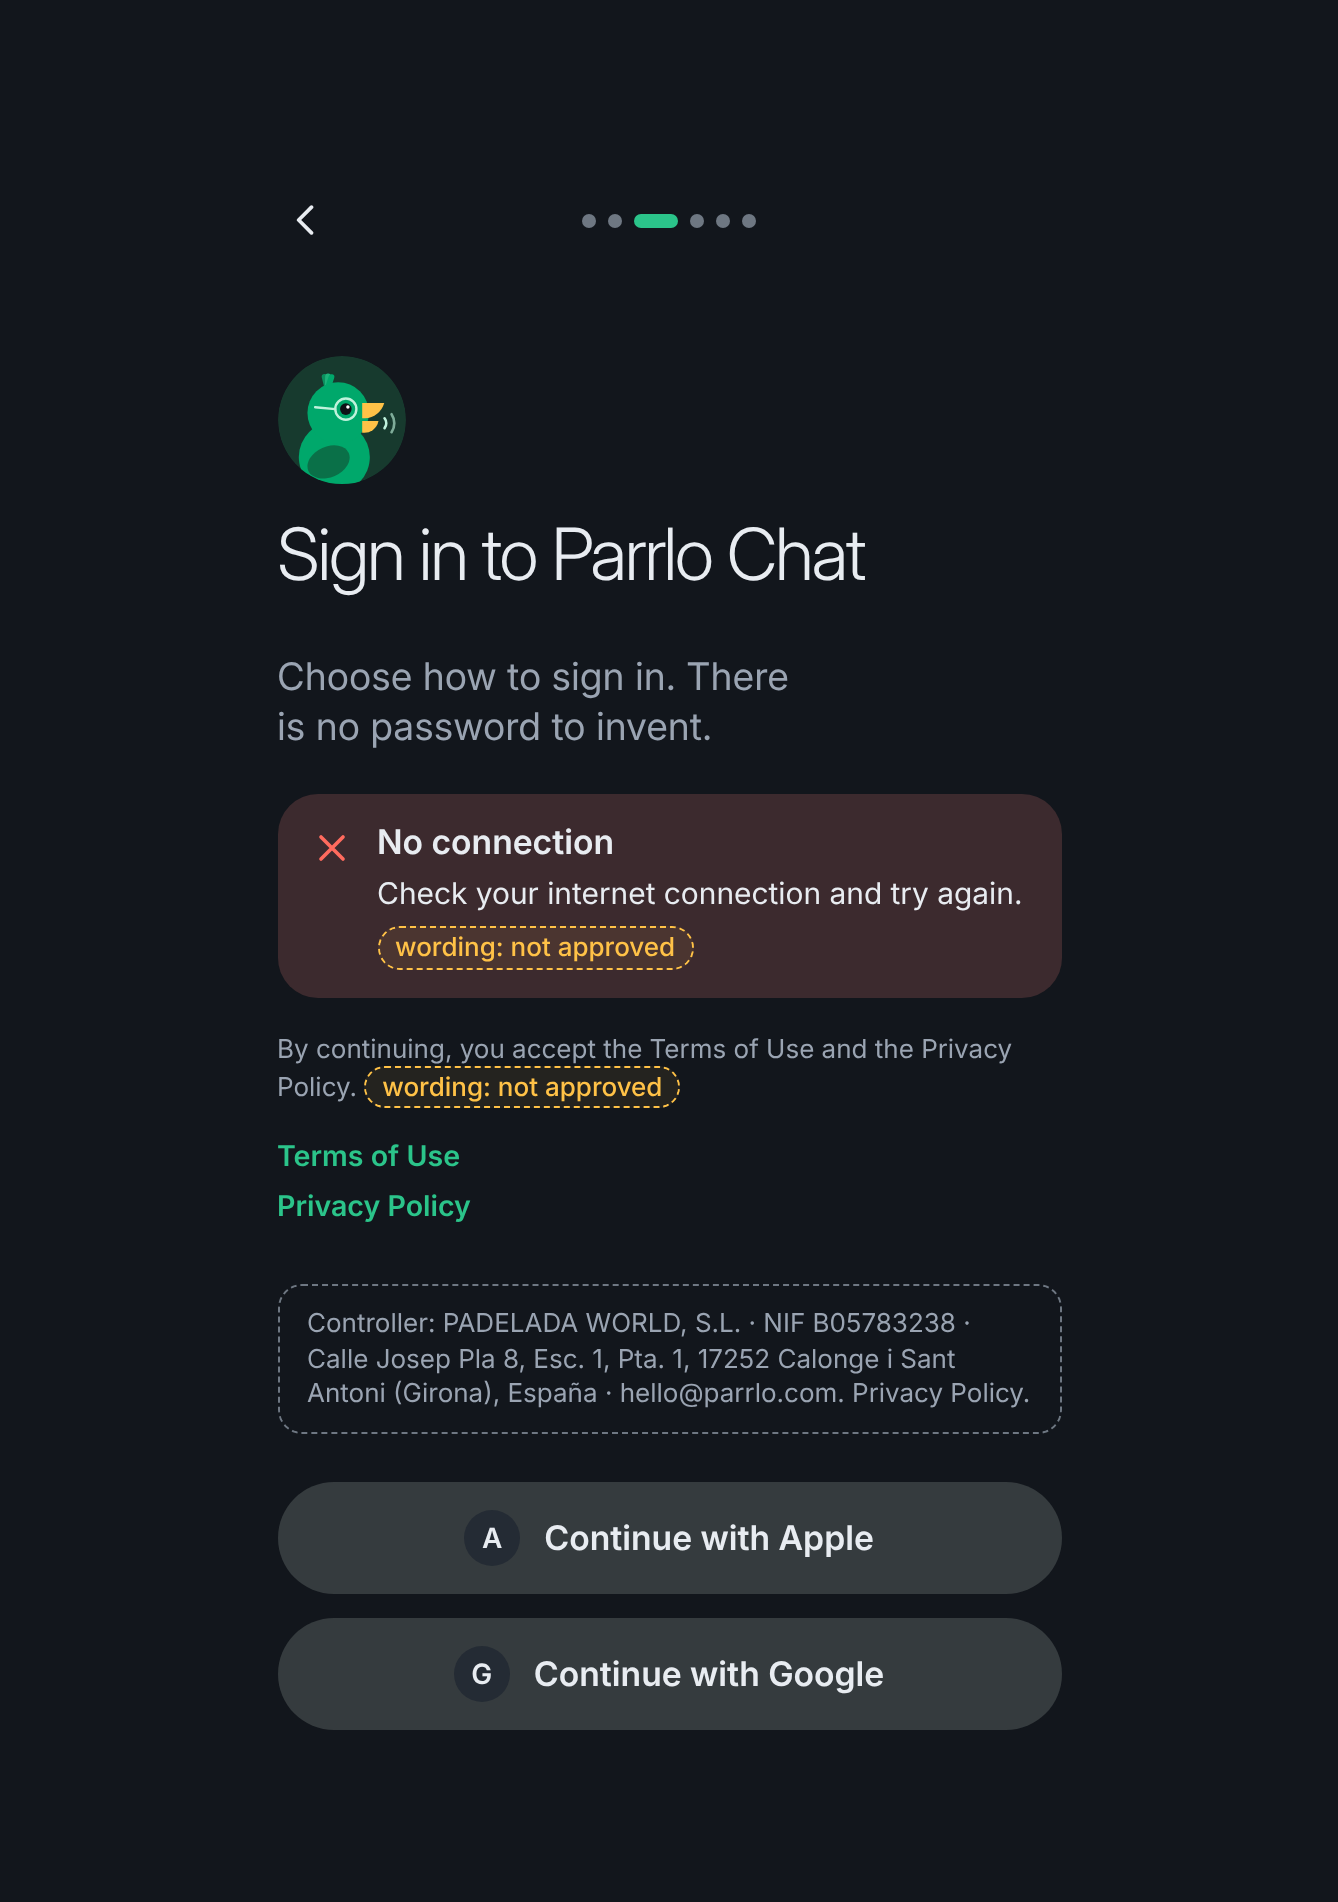 Sign in to Parrlo Chat
Choose how to sign in. There
is no password to invent.
No connection
Check your internet connection and try again.
wording: not approved
By continuing, you accept the Terms of Use and the Privacy
Policy. wording: not approved
Terms of Use
Privacy Policy
Controller: PADELADA WORLD, S.L. · NIF B05783238 ·
Calle Josep Pla 8, Esc. 1, Pta. 1, 17252 Calonge i Sant
Antoni (Girona), España · hello@parrlo.com. Privacy Policy.
A Continue with Apple
G Continue with Google